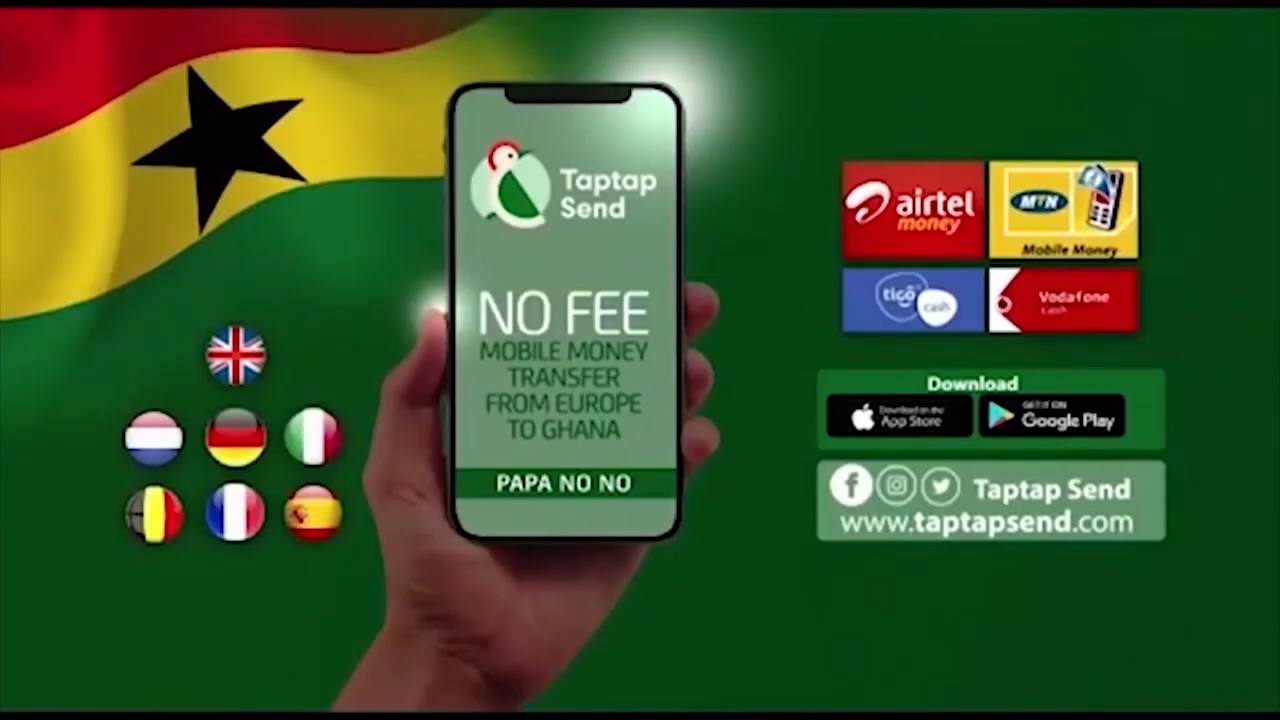 Taptap
Send
NO FEE
MOBILE MONEY
TRANSFER
FROM EUROPE
TO GHANA
PAPA NO NO
airtel
money
MTN
Mobile Money
tigo
cash
Vodafone
Cash
Download
Download on the
App Store
GET IT ON
Google Play
Taptap Send
www.taptapsend.com